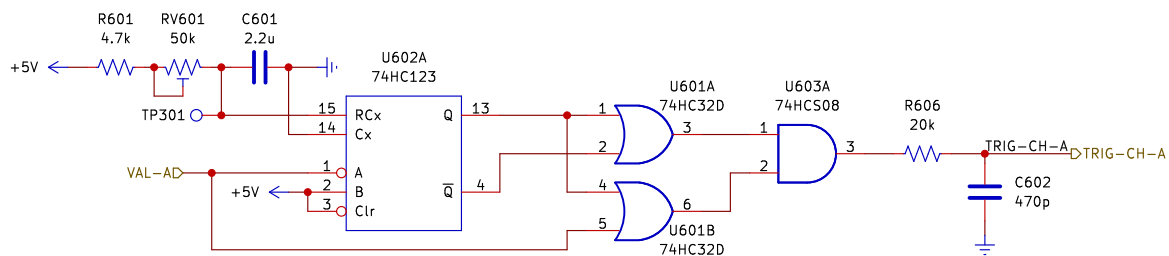 R601
4.7k
RV601
50k
C601
2.2u
+5V
TP301
U602A
74HC123
15
RCx
14
Cx
1
A
2
B
3
Clr
Q
13
Q
4
VAL-A
+5V
U601A
74HC32D
1
2
3
4
5
6
U601B
74HC32D
U603A
74HCS08
1
2
3
R606
20k
TRIG-CH-A
TRIG-CH-A
C602
470p